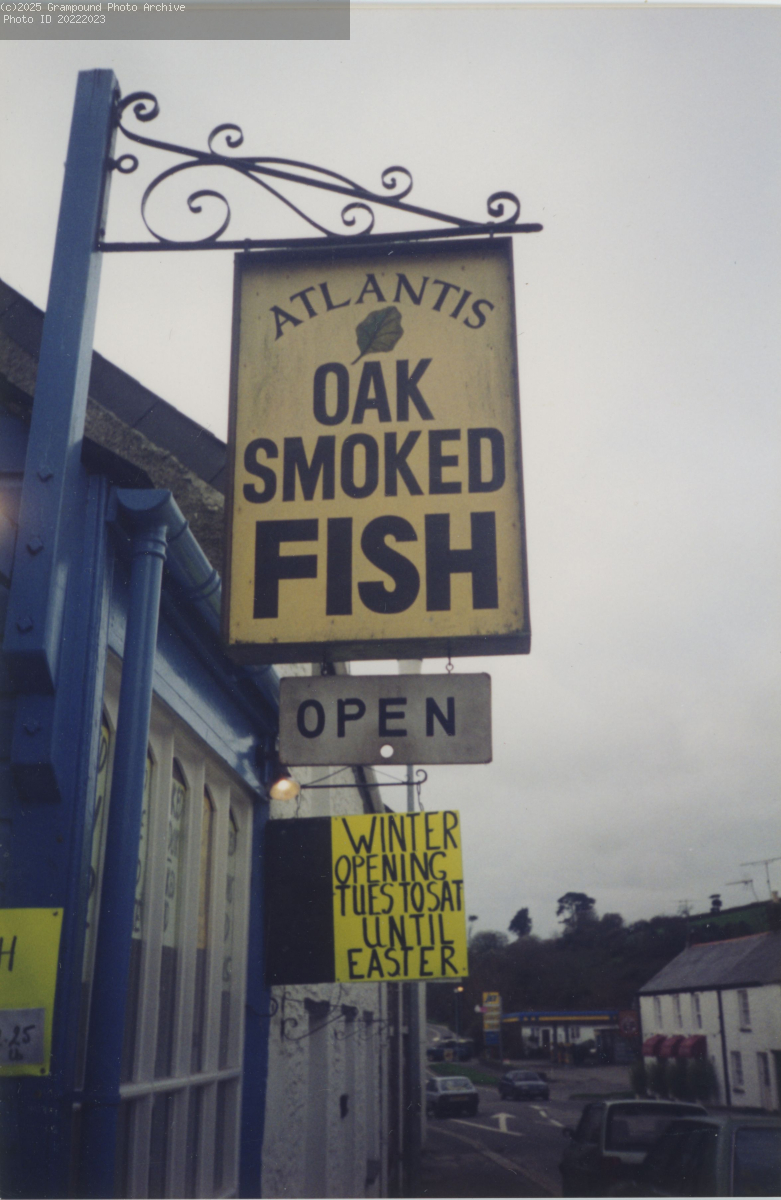 (c)2025 Grampound Photo Archive
Photo ID 20222023
ATLANTIS
OAK
SMOKED
FISH
OPEN
WINTER
OPENING
TUES TO SAT
UNTIL
EASTER